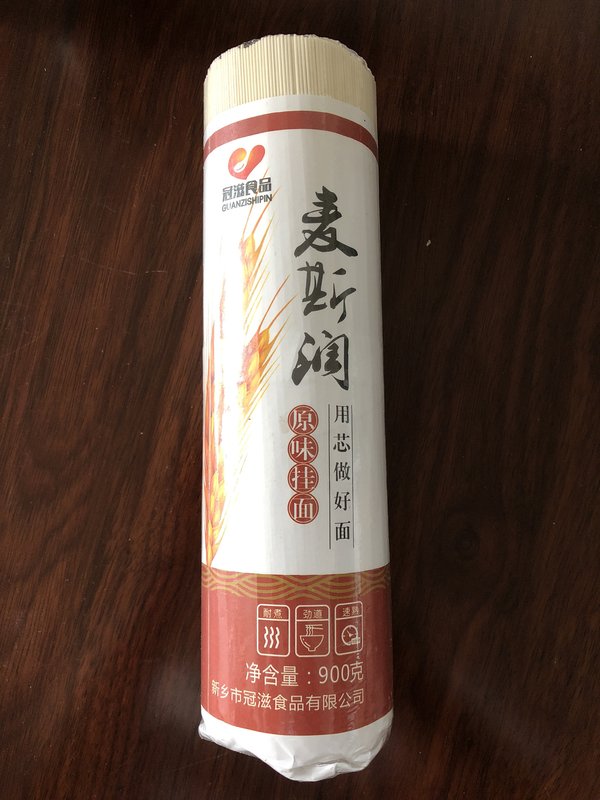 冠滋食品
GUANZISHIPIN
麦斯润
用芯做好面
原味挂面
耐煮
劲道
速熟
净含量：900克
新乡市冠滋食品有限公司